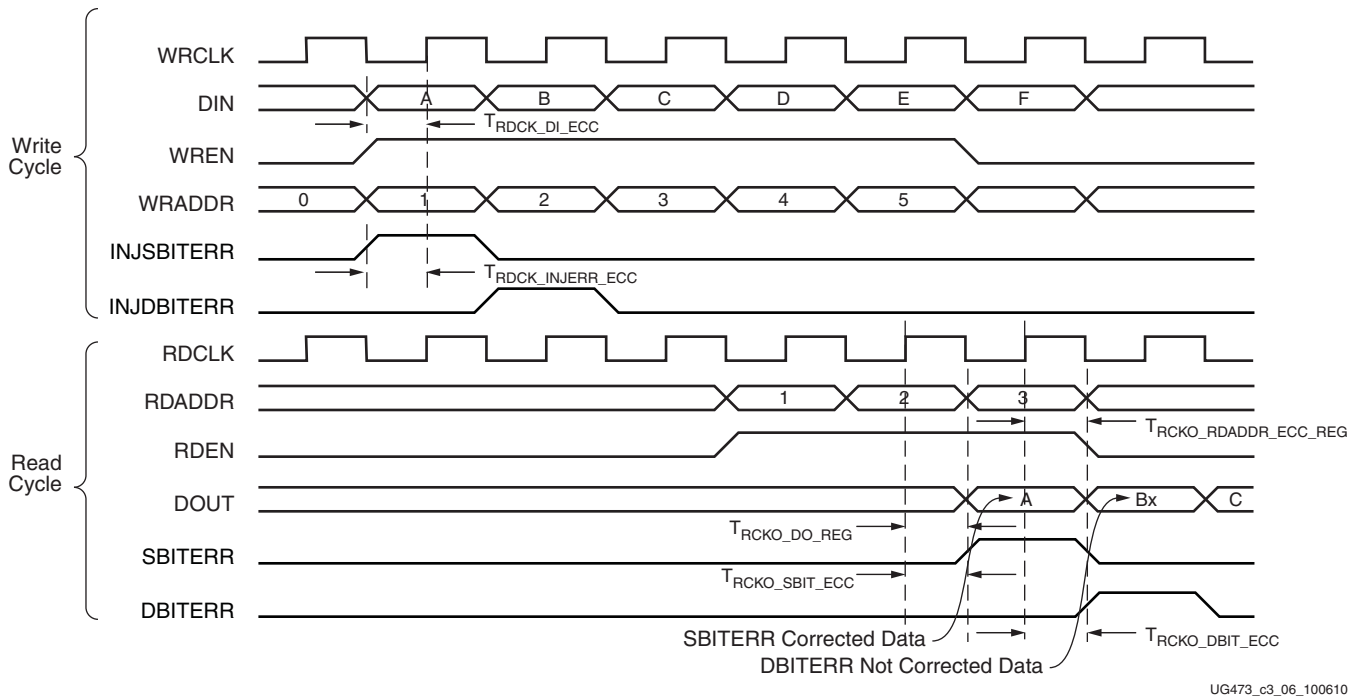 WRCLK
DIN A B C D E F
T_RDCK_DI_ECC
Write
Cycle
WREN
WRADDR 0 1 2 3 4 5
INJSBITERR
T_RDCK_INJERR_ECC
INJDBITERR
RDCLK
RDADDR 1 2 3
T_RCKO_RDADDR_ECC_REG
RDEN
Read
Cycle
DOUT A Bx C
T_RCKO_DO_REG
SBITERR
T_RCKO_SBIT_ECC
DBITERR
SBITERR Corrected Data
T_RCKO_DBIT_ECC
DBITERR Not Corrected Data
UG473_c3_06_100610